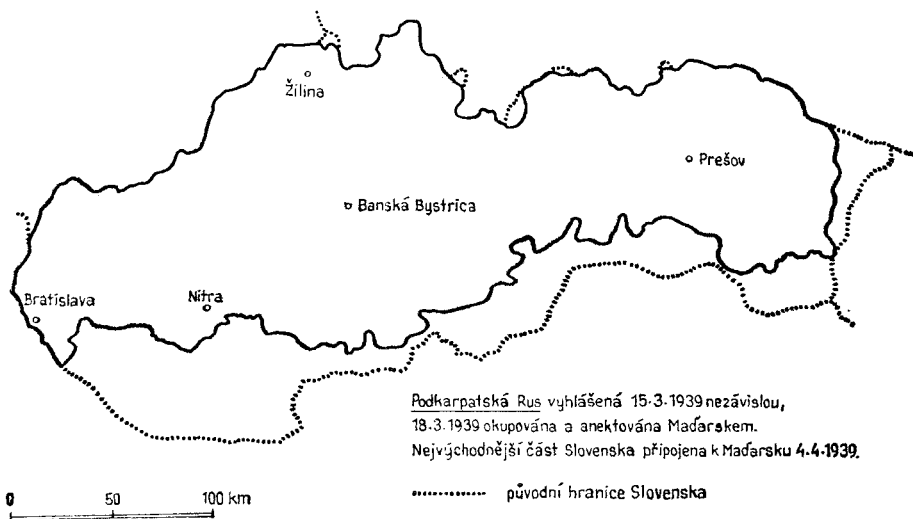 Žilina
Prešov
Banská Bystrica
Bratislava
Nitra
Podkarpatská Rus vyhlášená 15.3.1939 nezávislou,
18.3.1939 okupována a anektována Maďarskem.
Nejvýchodnější část Slovenska připojena k Maďarsku 4.4.1939.
původní hranice Slovenska
0 50 100 km